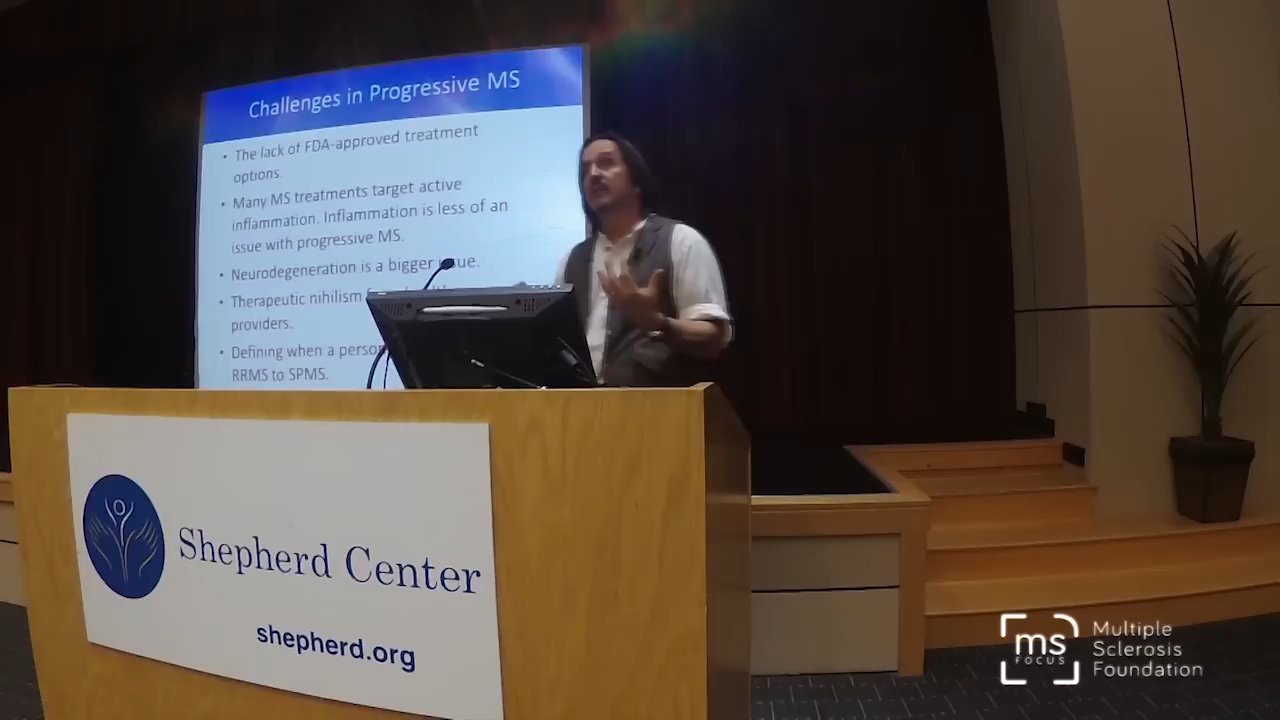 Challenges in Progressive MS
• The lack of FDA-approved treatment
options.
• Many MS treatments target active
inflammation. Inflammation is less of an
issue with progressive MS.
• Neurodegeneration is a bigger
• Therapeutic nihilism
providers.
• Defining when a person
RRMS to SPMS.
Shepherd Center
shepherd.org
ms
FOCUS
Multiple
Sclerosis
Foundation